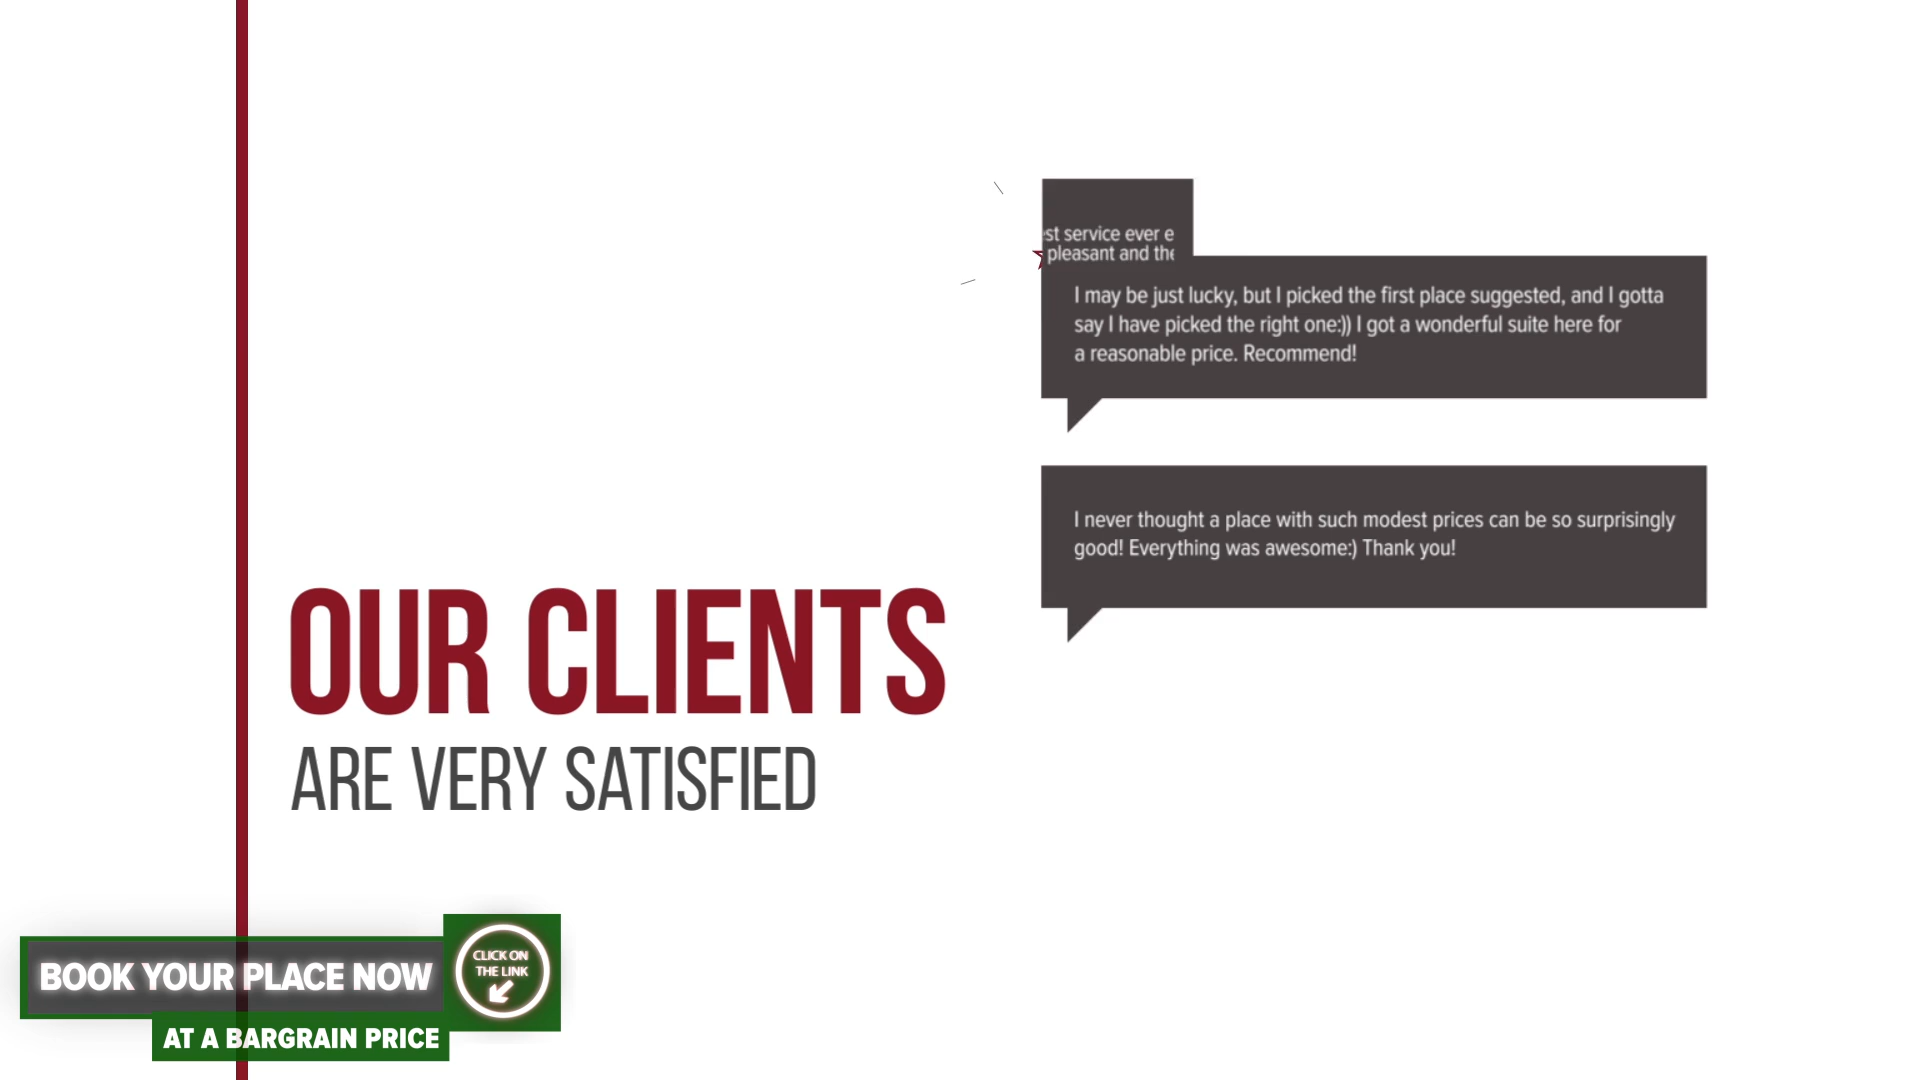 service ever
pleasant and
I may be just lucky, but I picked the first place suggested, and I gotta
say I have picked the right one:)) I got a wonderful suite here for
a reasonable price. Recommend!
I never thought a place with such modest prices can be so surprisingly
good! Everything was awesome:) Thank you!
OUR CLIENTS
ARE VERY SATISFIED
CLICK ON
THE LINK
BOOK YOUR PLACE NOW
AT A BARGRAIN PRICE